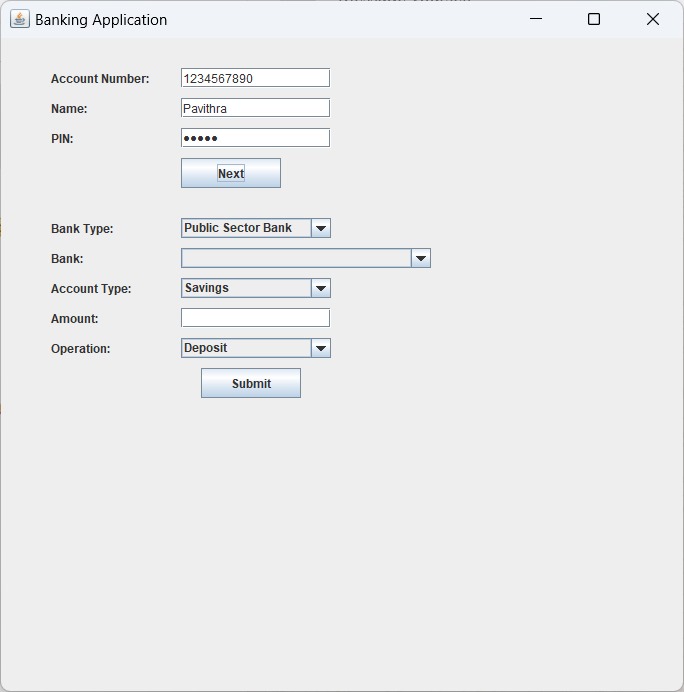 Banking Application
Account Number: 1234567890
Name: Pavithra
PIN: •••••
Next
Bank Type: Public Sector Bank
Bank:
Account Type: Savings
Amount:
Operation: Deposit
Submit